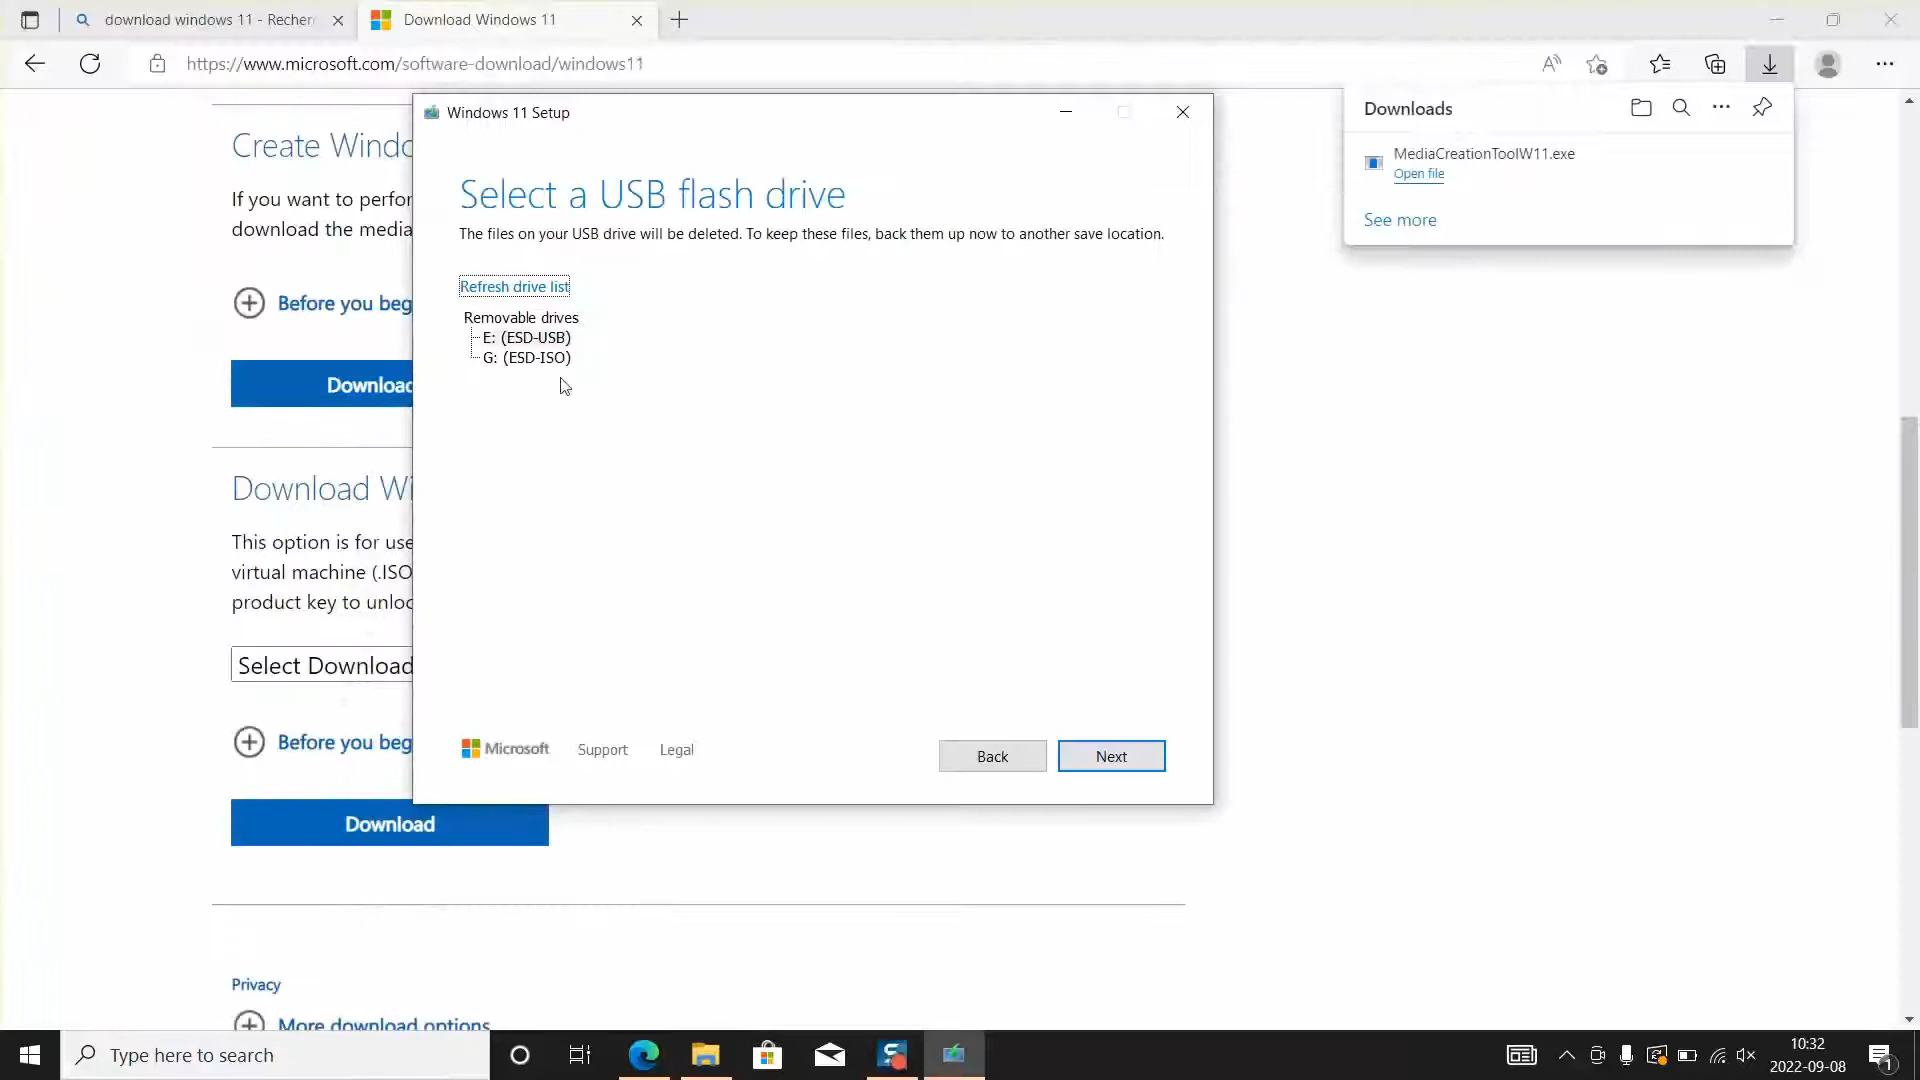 download windows 11 - Recher
Download Windows 11
https://www.microsoft.com/software-download/windows11
Downloads
MediaCreationToolW11.exe
Open file
See more
Windows 11 Setup
Select a USB flash drive
The files on your USB drive will be deleted. To keep these files, back them up now to another save location.
Refresh drive list
Removable drives
E: (ESD-USB)
G: (ESD-ISO)
Microsoft
Support
Legal
Back
Next
Create Windo
If you want to perfor
download the media
Before you beg
Download
Download Wi
This option is for use
virtual machine (.ISO
product key to unloc
Select Download
Before you beg
Download
Privacy
More download options
Type here to search
10:32
2022-09-08
1